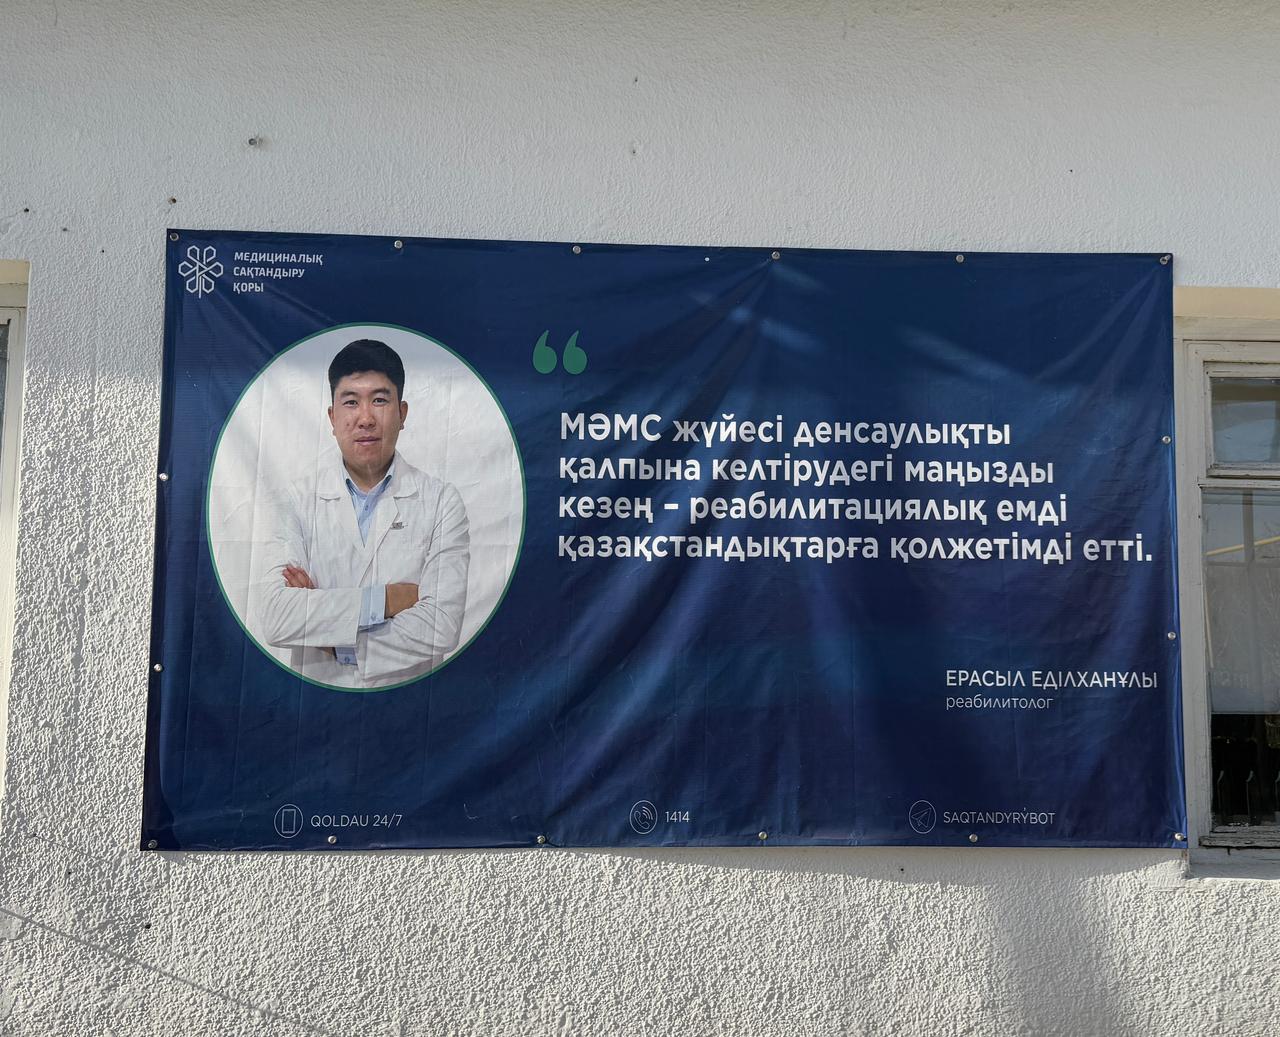 МЕДИЦИНАЛЫҚ
САҚТАНДЫРУ
ҚОРЫ
МӘМС жүйесі денсаулықты
қалпына келтірудегі маңызды
кезең – реабилитациялық емді
қазақстандықтарға қолжетімді етті.
ЕРАСЫЛ ЕДІЛХАНҰЛЫ
реабилитолог
QOLDAU 24/7
1414
SAQTANDYRÝBOT